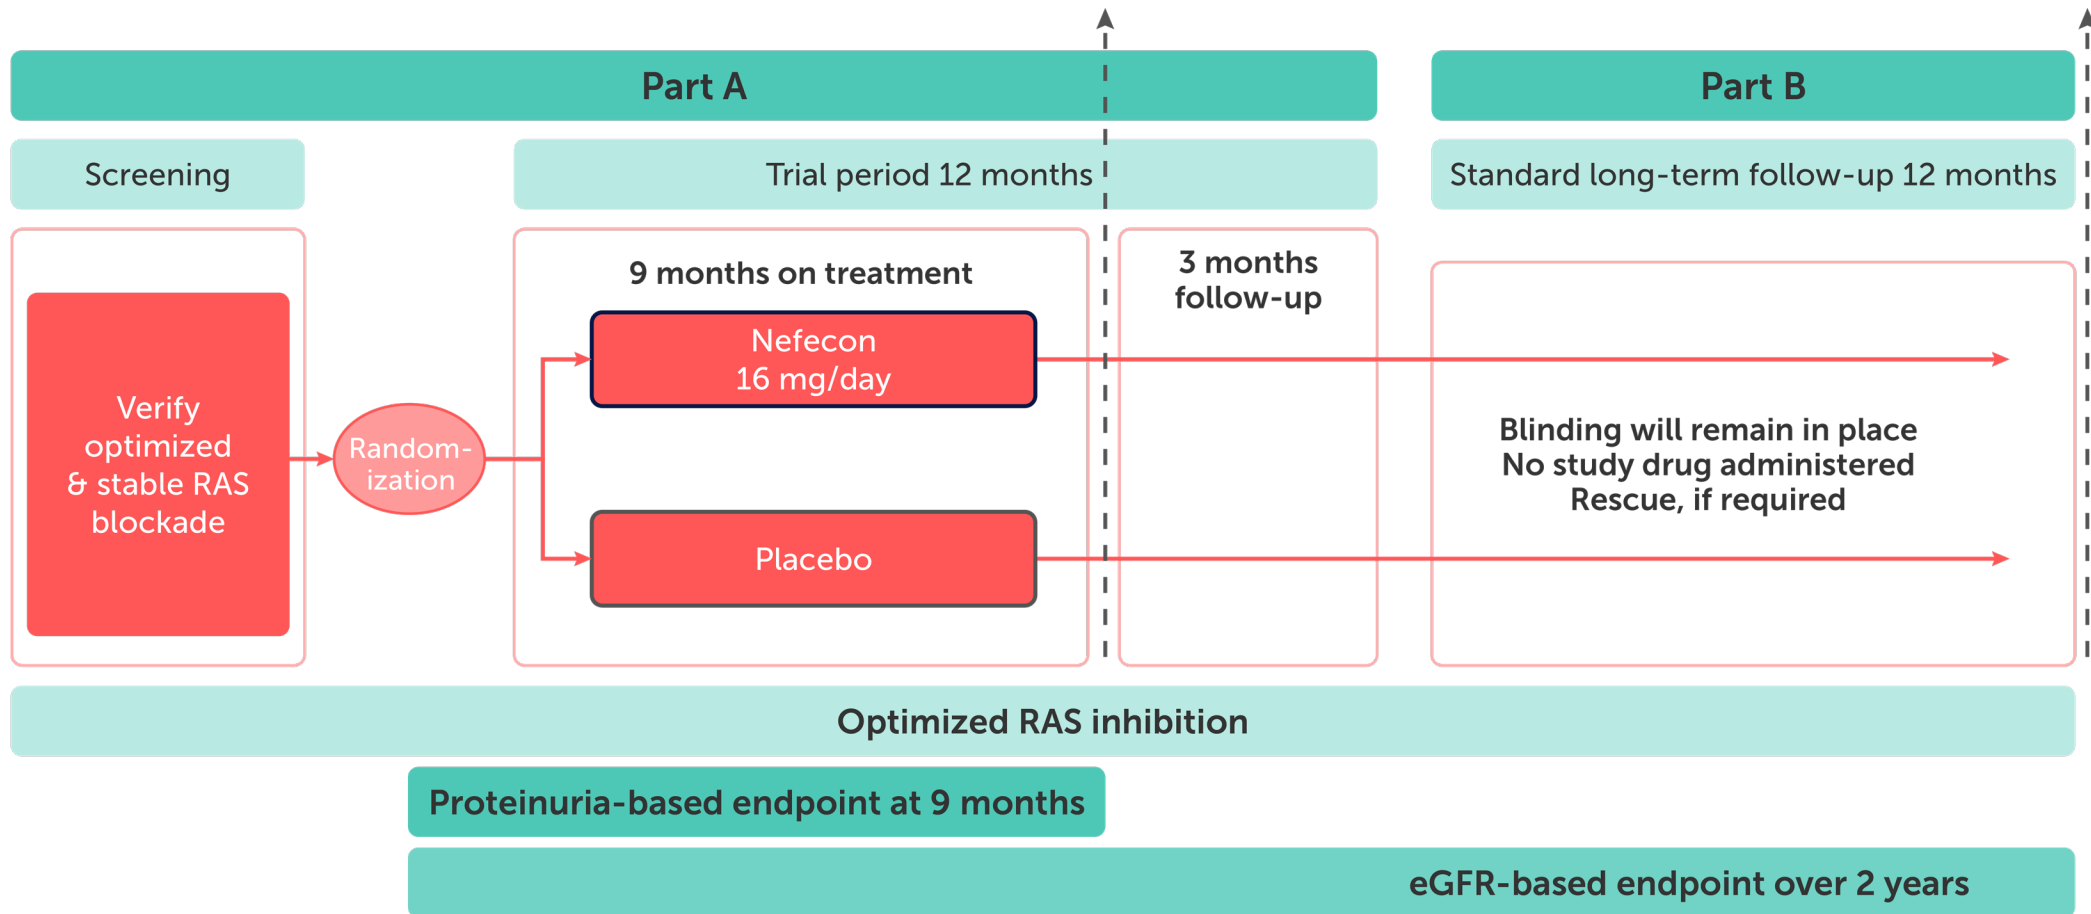 Part A
Part B
Screening
Trial period 12 months
Standard long-term follow-up 12 months
Verify
optimized
& stable RAS
blockade
Random-
ization
9 months on treatment
Nefecon
16 mg/day
Placebo
3 months
follow-up
Blinding will remain in place
No study drug administered
Rescue, if required
Optimized RAS inhibition
Proteinuria-based endpoint at 9 months
eGFR-based endpoint over 2 years